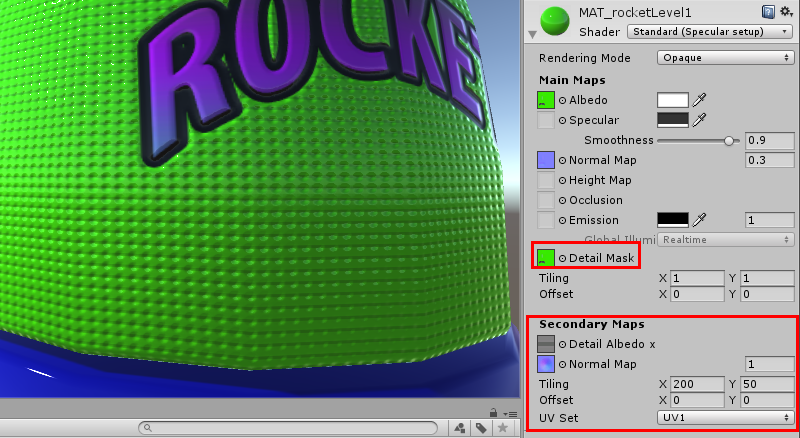 ROCKE
MAT_rocketLevel1
Shader Standard (Specular setup)
Rendering Mode Opaque
Main Maps
Albedo
Specular
Smoothness 0.9
Normal Map 0.3
Height Map
Occlusion
Emission 1
Global Illumi Realtime
Detail Mask
Tiling X 1 Y 1
Offset X 0 Y 0
Secondary Maps
Detail Albedo x
Normal Map 1
Tiling X 200 Y 50
Offset X 0 Y 0
UV Set UV1